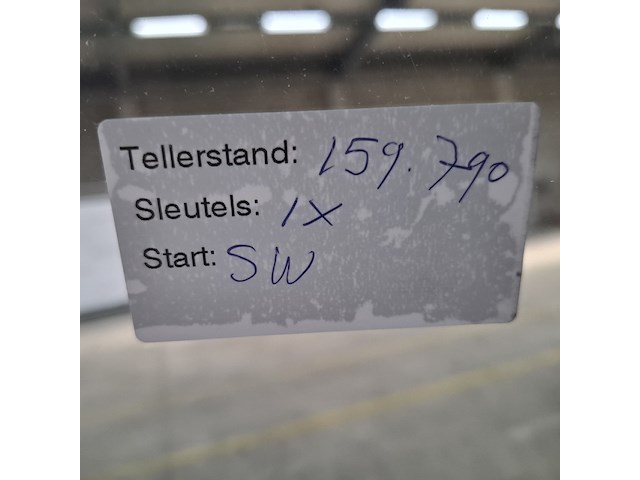 Tellerstand: 159.790
Sleutels: 1x
Start: SW